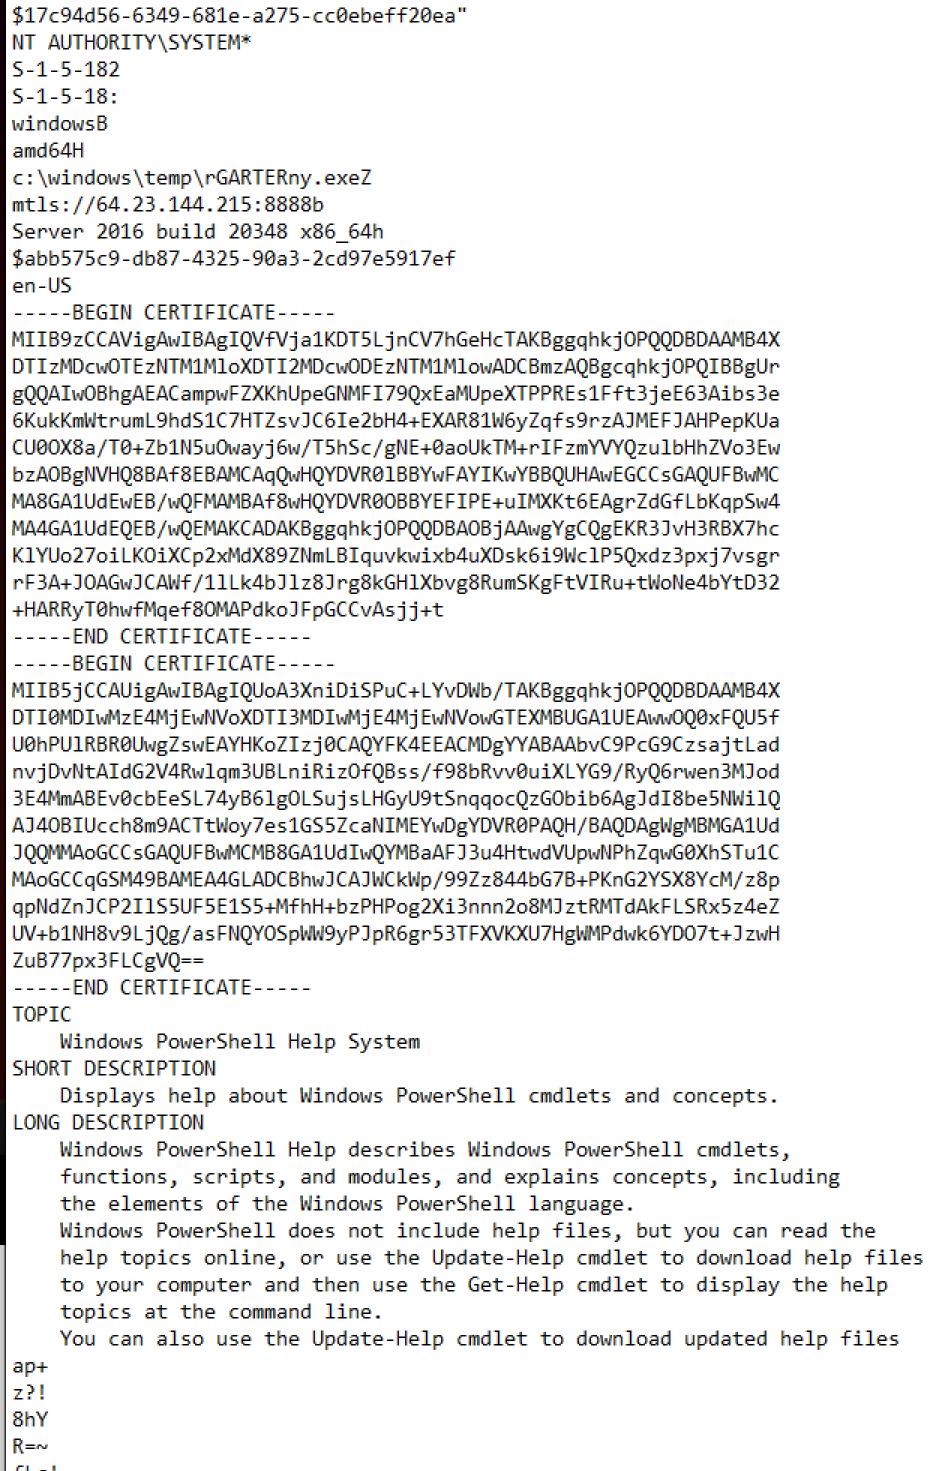 $17c94d56-6349-681e-a275-cc0ebeff20ea"
NT AUTHORITY\SYSTEM*
S-1-5-182
S-1-5-18:
windowsB
amd64H
c:\windows\temp\rGARTERny.exeZ
mtls://64.23.144.215:8888b
Server 2016 build 20348 x86_64h
$abb575c9-db87-4325-90a3-2cd97e5917ef
en-US
-----BEGIN CERTIFICATE-----
MIIB9zCCAVigAwIBAgIQVfVja1KDT5LjnCV7hGeHcTAKBggqhkjOPQQDBDAAMB4X
DTIzMDcwOTEzNTM1MloXDTI2MDcwODEzNTM1MlowADCBmzAQBgcqhkjOPQIBBgUr
gQQAIwOBhgAEACampwFZXKhUpeGNMFI79QxEaMUpeXTPPREs1Fft3jeE63Aibs3e
6KukKmWtrumL9hdS1C7HTZsvJC6Ie2bH4+EXAR81W6yZqfs9rzAJMEFJAHPepKUa
CU0OX8a/T0+Zb1N5uOwayj6w/T5hSc/gNE+0aoUkTM+rIFzmYVYQzulbHhZVo3Ew
bzAOBgNVHQ8BAf8EBAMCAqQwHQYDVR0lBBYwFAYIKwYBBQUHAwEGCCsGAQUFBwMC
MA8GA1UdEwEB/wQFMAMBAf8wHQYDVR0OBBYEFIPE+uIMXKt6EAgrZdGfLbKqpSw4
MA4GA1UdEQEB/wQEMAKCADAKBggqhkjOPQQDBAOBjAAwgYgCQgEKR3JvH3RBX7hc
KlYUo27oiLKOiXCp2xMdX89ZNmLBIquvkwixb4uXDsk6i9WclP5Qxdz3pxj7vsgr
rF3A+JOAGwJCAWf/1lLk4bJlz8Jrg8kGHlXbvg8RumSKgFtVIRu+tWoNe4bYtD32
+HARRyT0hwfMqef8OMAPdkoJFpGCCvAsjj+t
-----END CERTIFICATE-----
-----BEGIN CERTIFICATE-----
MIIB5jCCAUigAwIBAgIQUoA3XniDiSPuC+LYvDWb/TAKBggqhkjOPQQDBDAAMB4X
DTI0MDIwMzE4MjEwNVoXDTI3MDIwMjE4MjEwNVowGTEXMBUGA1UEAwwOQ0xFQU5f
U0hPUlRBR0UwgZswEAYHKoZIzj0CAQYFK4EEACMDgYYABAAbvC9PcG9CzsajtLad
nvjDvNtAIdG2V4Rwlqm3UBLniRizOfQBss/f98bRvv0uiXLYG9/RyQ6rwen3MJod
3E4MmABEv0cbEeSL74yB6lgOLSujsLHGyU9tSnqqocQzGObib6AgJdI8be5NWilQ
AJ4OBIUcch8m9ACTtWoy7es1GS5ZcaNIMEYwDgYDVR0PAQH/BAQDAgWgMBMGA1Ud
JQQMMAoGCCsGAQUFBwMCMB8GA1UdIwQYMBaAFJ3u4HtwdVUpwNPhZqwG0XhSTu1C
MAoGCCqGSM49BAMEA4GLADCBhwJCAJWCkWp/99Zz844bG7B+PKnG2YSX8YcM/z8p
qpNdZnJCP2IlS5UF5E1S5+MfhH+bzPHPog2Xi3nnn2o8MJztRMTdAkFLSRx5z4eZ
UV+b1NH8v9LjQg/asFNQYOSpWW9yPJpR6gr53TFXVKXU7HgWMPdwk6YDO7t+JzwH
ZuB77px3FLCgVQ==
-----END CERTIFICATE-----
TOPIC
Windows PowerShell Help System
SHORT DESCRIPTION
Displays help about Windows PowerShell cmdlets and concepts.
LONG DESCRIPTION
Windows PowerShell Help describes Windows PowerShell cmdlets,
functions, scripts, and modules, and explains concepts, including
the elements of the Windows PowerShell language.
Windows PowerShell does not include help files, but you can read the
help topics online, or use the Update-Help cmdlet to download help files
to your computer and then use the Get-Help cmdlet to display the help
topics at the command line.
You can also use the Update-Help cmdlet to download updated help files
ap+
z?!
8hY
R=~